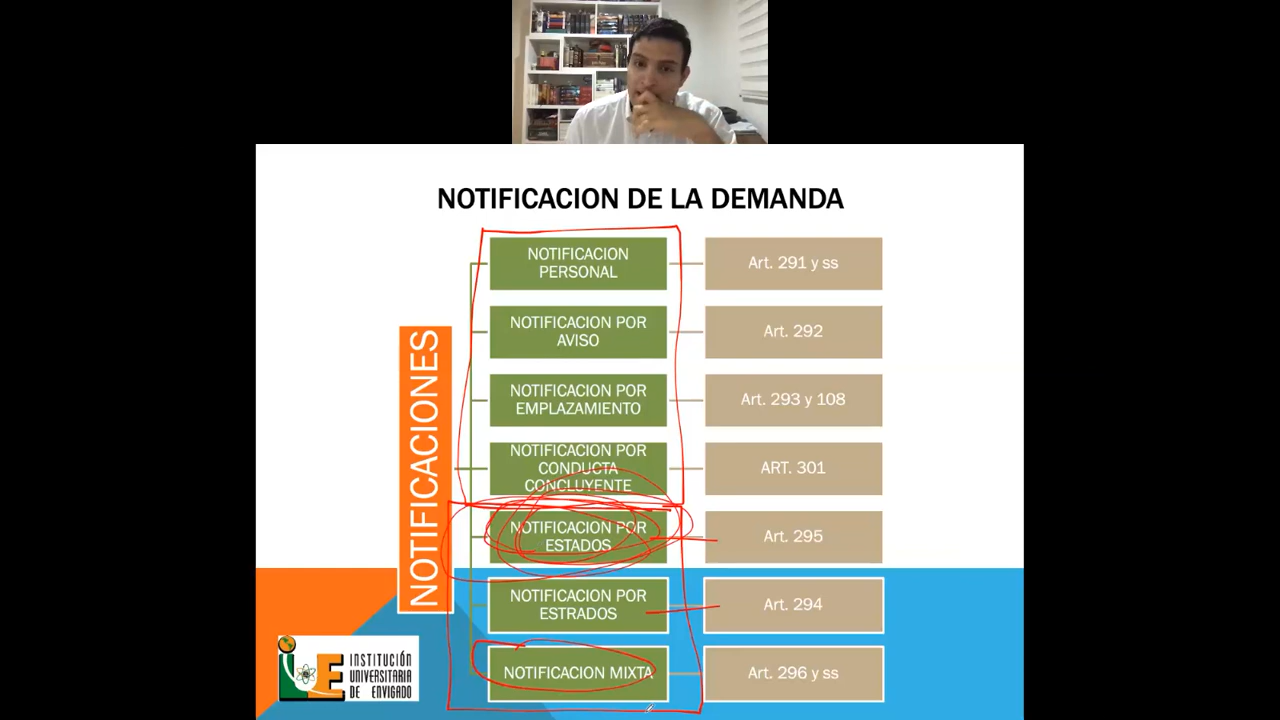 NOTIFICACION DE LA DEMANDA
NOTIFICACIONES
NOTIFICACION
PERSONAL
Art. 291 y ss
NOTIFICACION POR
AVISO
Art. 292
NOTIFICACION POR
EMPLAZAMIENTO
Art. 293 y 108
NOTIFICACION POR
CONDUCTA
CONCLUYENTE
ART. 301
NOTIFICACION POR
ESTADOS
Art. 295
NOTIFICACION POR
ESTRADOS
Art. 294
NOTIFICACION MIXTA
Art. 296 y ss
INSTITUCIÓN
UNIVERSITARIA
DE ENVIGADO